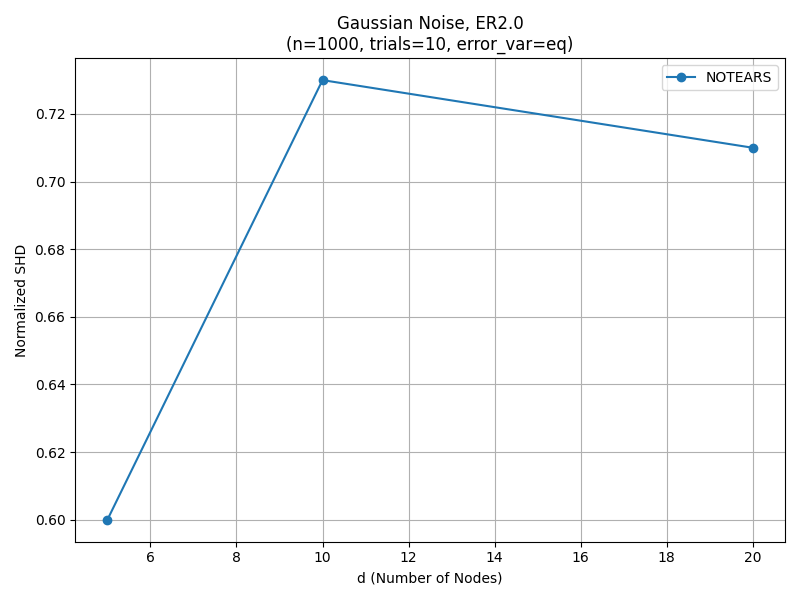 Gaussian Noise, ER2.0
(n=1000, trials=10, error_var=eq)
NOTEARS
Normalized SHD
0.72
0.70
0.68
0.66
0.64
0.62
0.60
6 8 10 12 14 16 18 20
d (Number of Nodes)